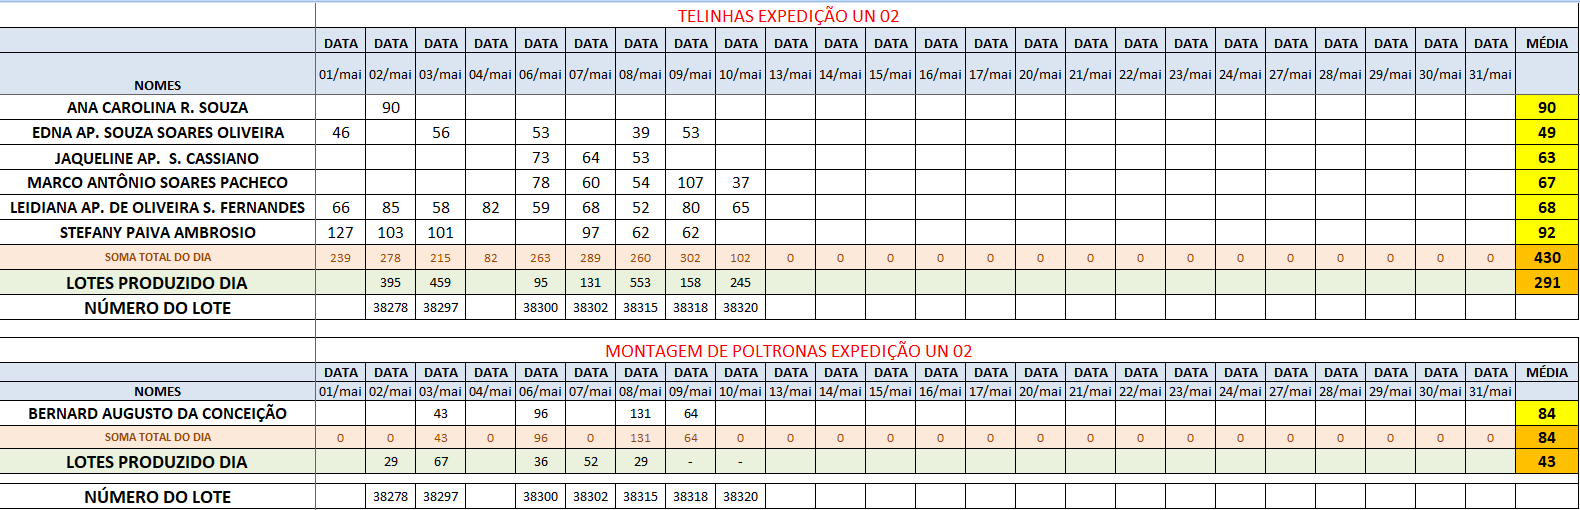 TELINHAS EXPEDIÇÃO UN 02
DATA DATA DATA DATA DATA DATA DATA DATA DATA DATA DATA DATA DATA DATA DATA DATA DATA DATA DATA DATA DATA DATA DATA DATA MÉDIA
NOMES 01/mai 02/mai 03/mai 04/mai 06/mai 07/mai 08/mai 09/mai 10/mai 13/mai 14/mai 15/mai 16/mai 17/mai 20/mai 21/mai 22/mai 23/mai 24/mai 27/mai 28/mai 29/mai 30/mai 31/mai
ANA CAROLINA R. SOUZA 90 90
EDNA AP. SOUZA SOARES OLIVEIRA 46 56 53 39 53 49
JAQUELINE AP. S. CASSIANO 73 64 53 63
MARCO ANTÔNIO SOARES PACHECO 78 60 54 107 37 67
LEIDIANA AP. DE OLIVEIRA S. FERNANDES 66 85 58 82 59 68 52 80 65 68
STEFANY PAIVA AMBROSIO 127 103 101 97 62 62 92
SOMA TOTAL DO DIA 239 278 215 82 263 289 260 302 102 0 0 0 0 0 0 0 0 0 0 0 0 0 0 0 430
LOTES PRODUZIDO DIA 395 459 95 131 553 158 245 291
NÚMERO DO LOTE 38278 38297 38300 38302 38315 38318 38320
MONTAGEM DE POLTRONAS EXPEDIÇÃO UN 02
DATA DATA DATA DATA DATA DATA DATA DATA DATA DATA DATA DATA DATA DATA DATA DATA DATA DATA DATA DATA DATA DATA DATA DATA MÉDIA
NOMES 01/mai 02/mai 03/mai 04/mai 06/mai 07/mai 08/mai 09/mai 10/mai 13/mai 14/mai 15/mai 16/mai 17/mai 20/mai 21/mai 22/mai 23/mai 24/mai 27/mai 28/mai 29/mai 30/mai 31/mai
BERNARD AUGUSTO DA CONCEIÇÃO 43 96 131 64 84
SOMA TOTAL DO DIA 0 0 43 0 96 0 131 64 0 0 0 0 0 0 0 0 0 0 0 0 0 0 0 0 84
LOTES PRODUZIDO DIA 29 67 36 52 29 - - 43
NÚMERO DO LOTE 38278 38297 38300 38302 38315 38318 38320